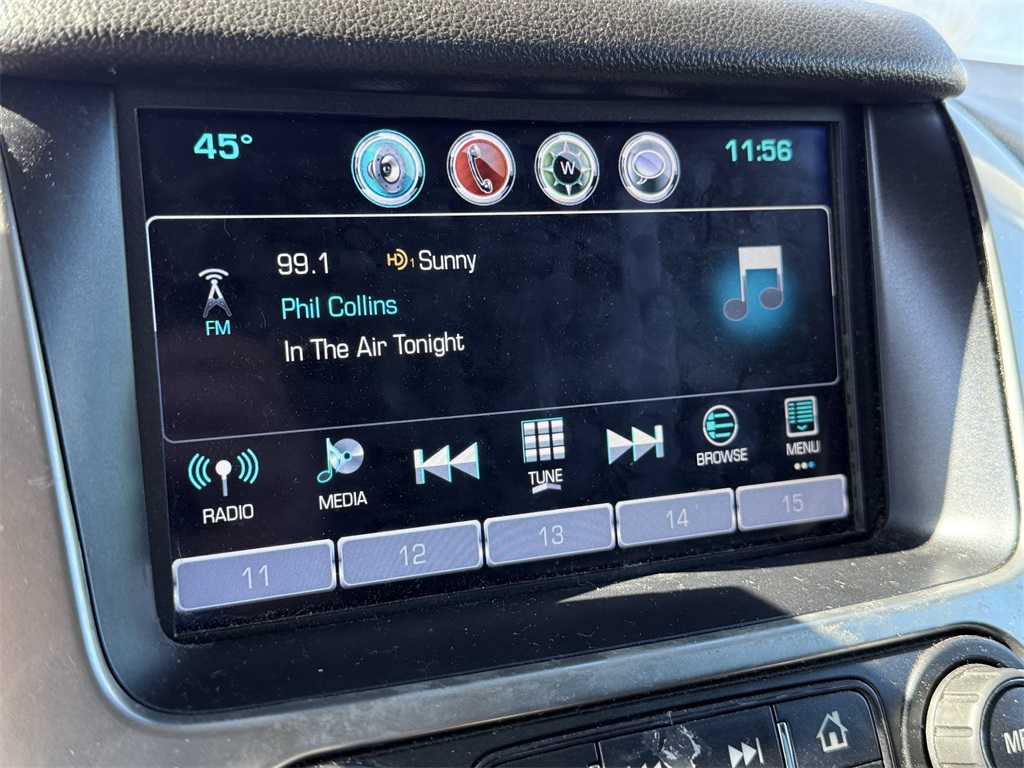 45° W 11:56
99.1 HD1 Sunny
FM
Phil Collins
In The Air Tonight
RADIO MEDIA TUNE BROWSE MENU
11 12 13 14 15